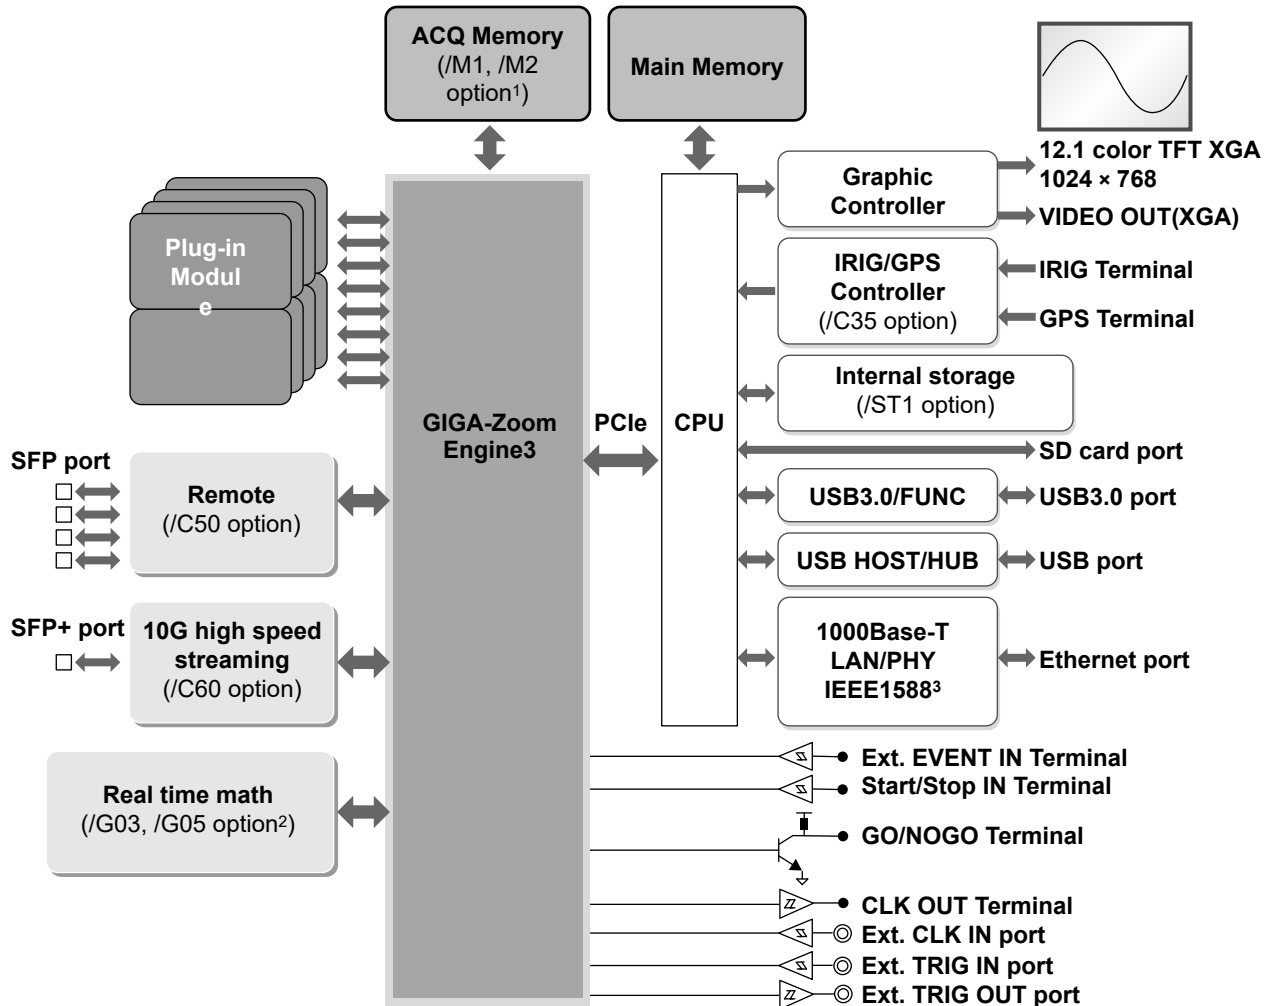 ACQ Memory
(/M1, /M2
option¹)
Main Memory
12.1 color TFT XGA
1024 × 768
VIDEO OUT(XGA)
Graphic
Controller
Plug-in
Modul
e
IRIG/GPS
Controller
(/C35 option)
IRIG Terminal
GPS Terminal
Internal storage
(/ST1 option)
GIGA-Zoom
Engine3
PCIe
CPU
SD card port
SFP port
Remote
(/C50 option)
USB3.0/FUNC
USB3.0 port
USB HOST/HUB
USB port
SFP+ port
10G high speed
streaming
(/C60 option)
1000Base-T
LAN/PHY
IEEE1588³
Ethernet port
Real time math
(/G03, /G05 option²)
Ext. EVENT IN Terminal
Start/Stop IN Terminal
GO/NOGO Terminal
CLK OUT Terminal
Ext. CLK IN port
Ext. TRIG IN port
Ext. TRIG OUT port